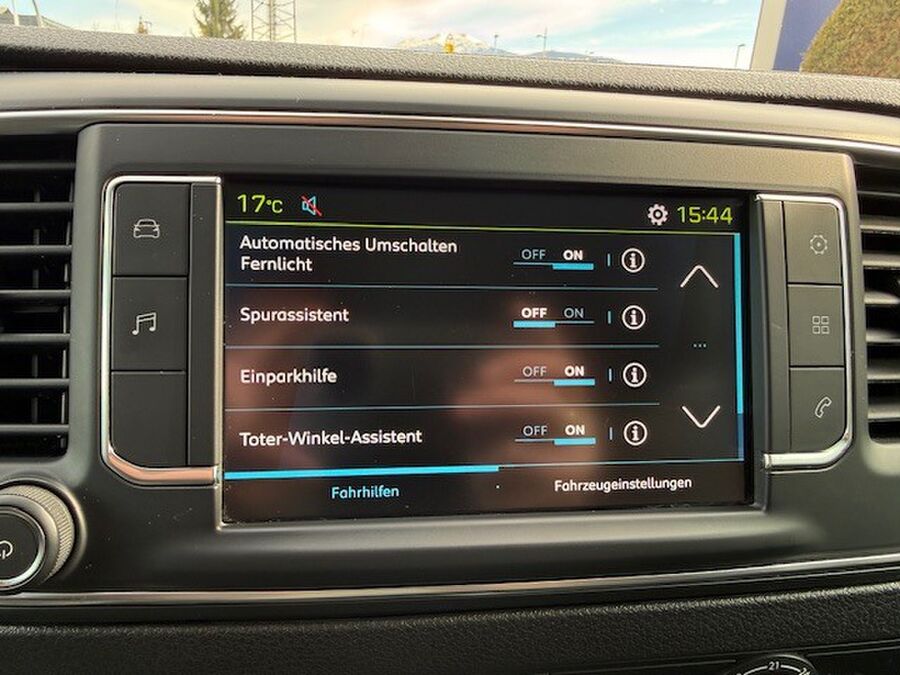 17°C 15:44
Automatisches Umschalten
Fernlicht OFF ON i
Spurassistent OFF ON i
Einparkhilfe OFF ON i
Toter-Winkel-Assistent OFF ON i
Fahrhilfen Fahrzeugeinstellungen
21